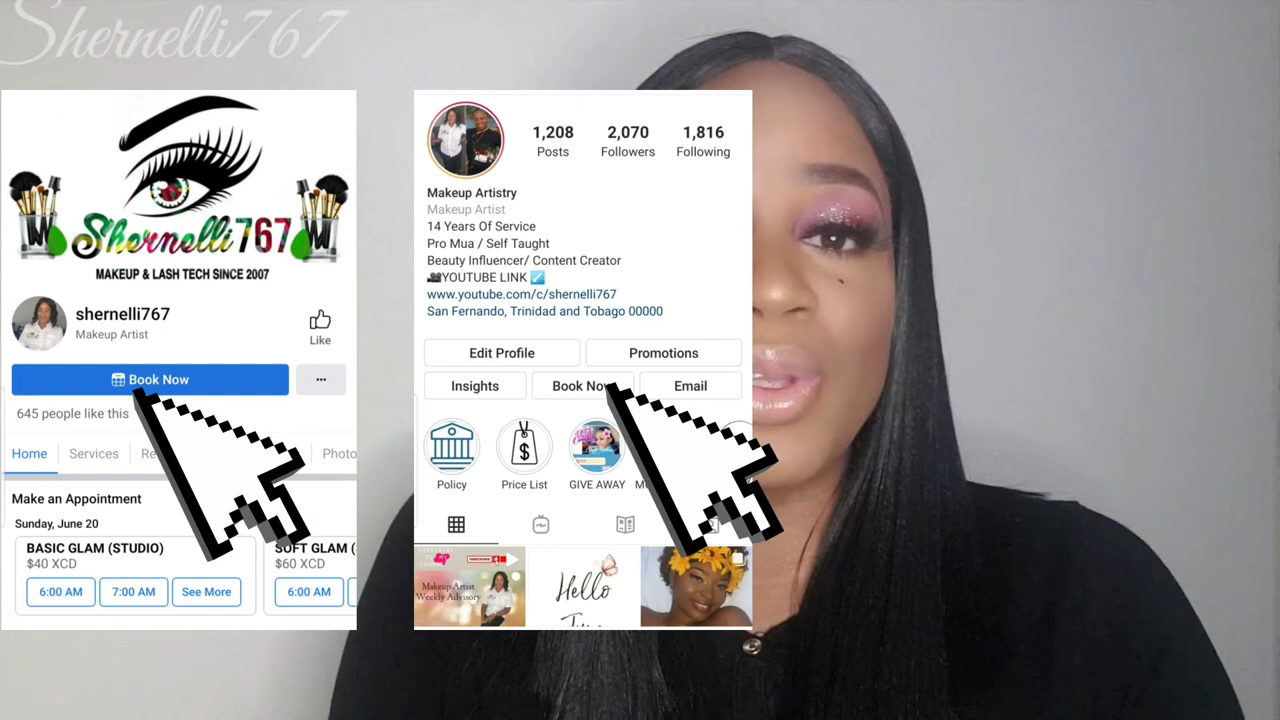 Shernelli767
Shernelli767
MAKEUP & LASH TECH SINCE 2007
shernelli767
Makeup Artist
Like
Book Now
...
645 people like this
Home Services Photo
Make an Appointment
Sunday, June 20
BASIC GLAM (STUDIO)
$40 XCD
6:00 AM 7:00 AM See More
SOFT GLAM (
$60 XCD
6:00 AM
1,208 2,070 1,816
Posts Followers Following
Makeup Artistry
Makeup Artist
14 Years Of Service
Pro Mua / Self Taught
Beauty Influencer/ Content Creator
YOUTUBE LINK
www.youtube.com/c/shernelli767
San Fernando, Trinidad and Tobago 00000
Edit Profile Promotions
Insights Book Now Email
Policy Price List GIVE AWAY
Makeup Artist
Weekly Advisory
Hello